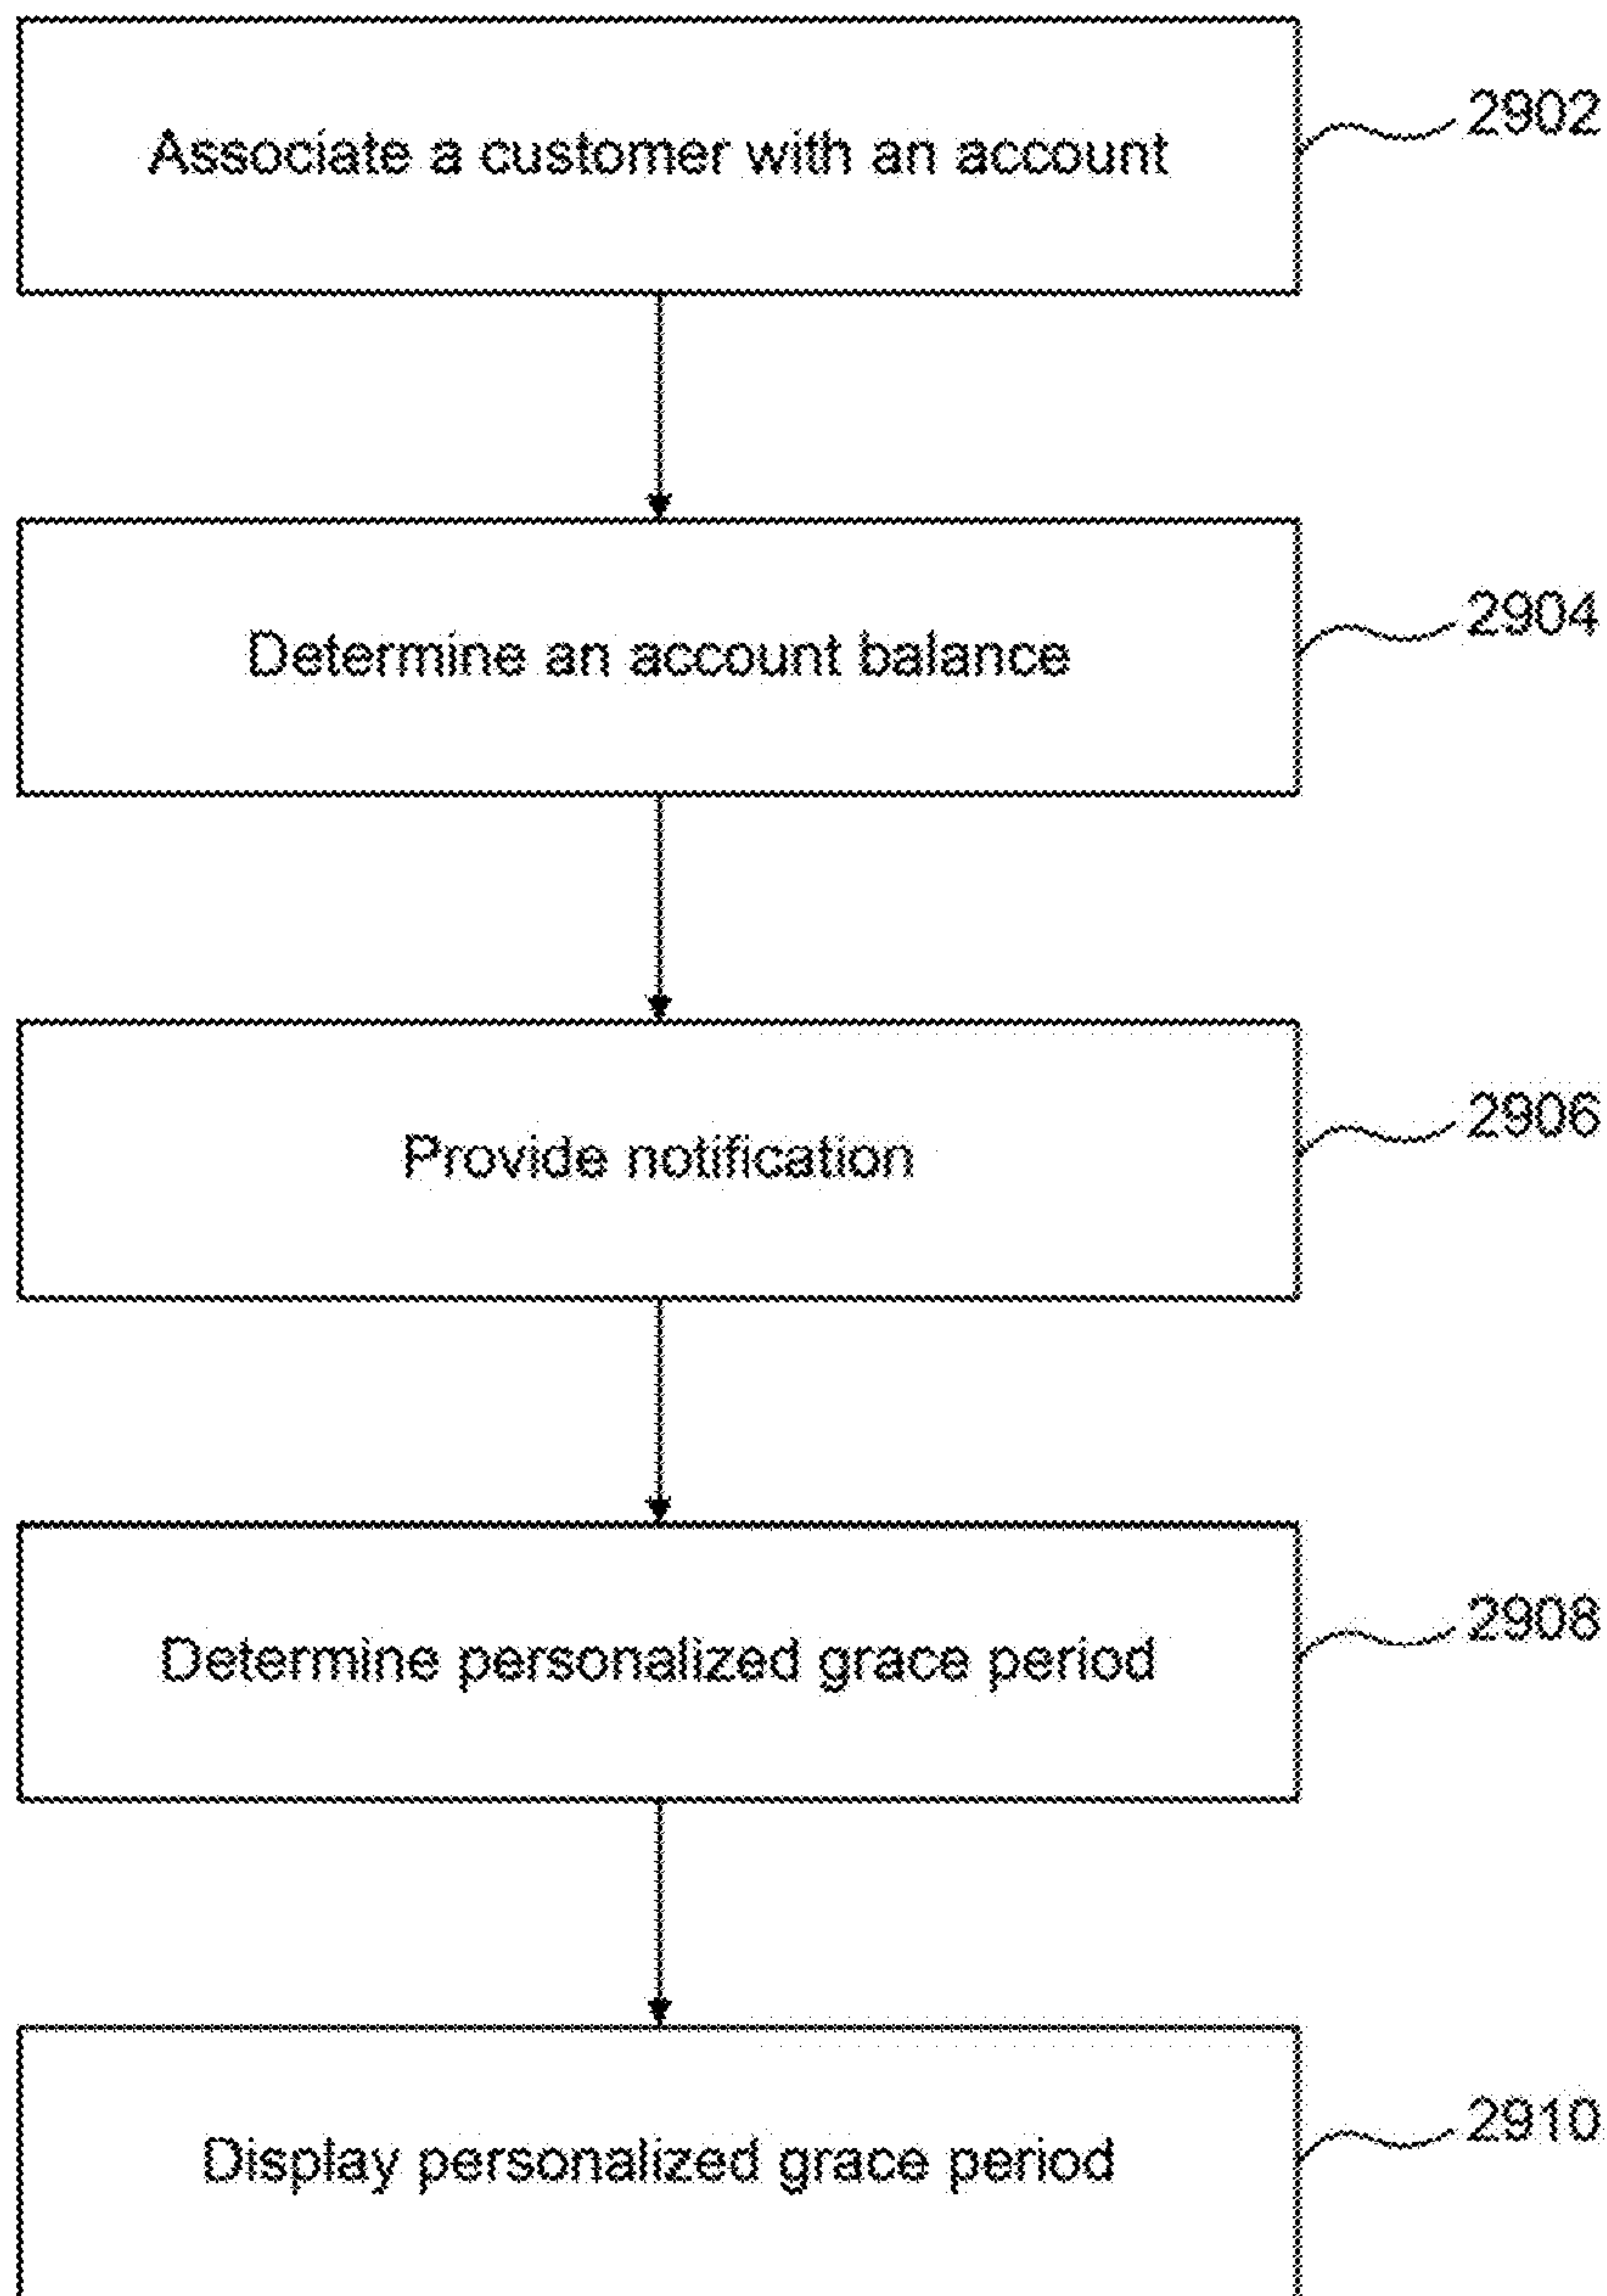 Associate a customer with an account
2902
Determine an account balance
2904
Provide notification
2906
Determine personalized grace period
2908
Display personalized grace period
2910